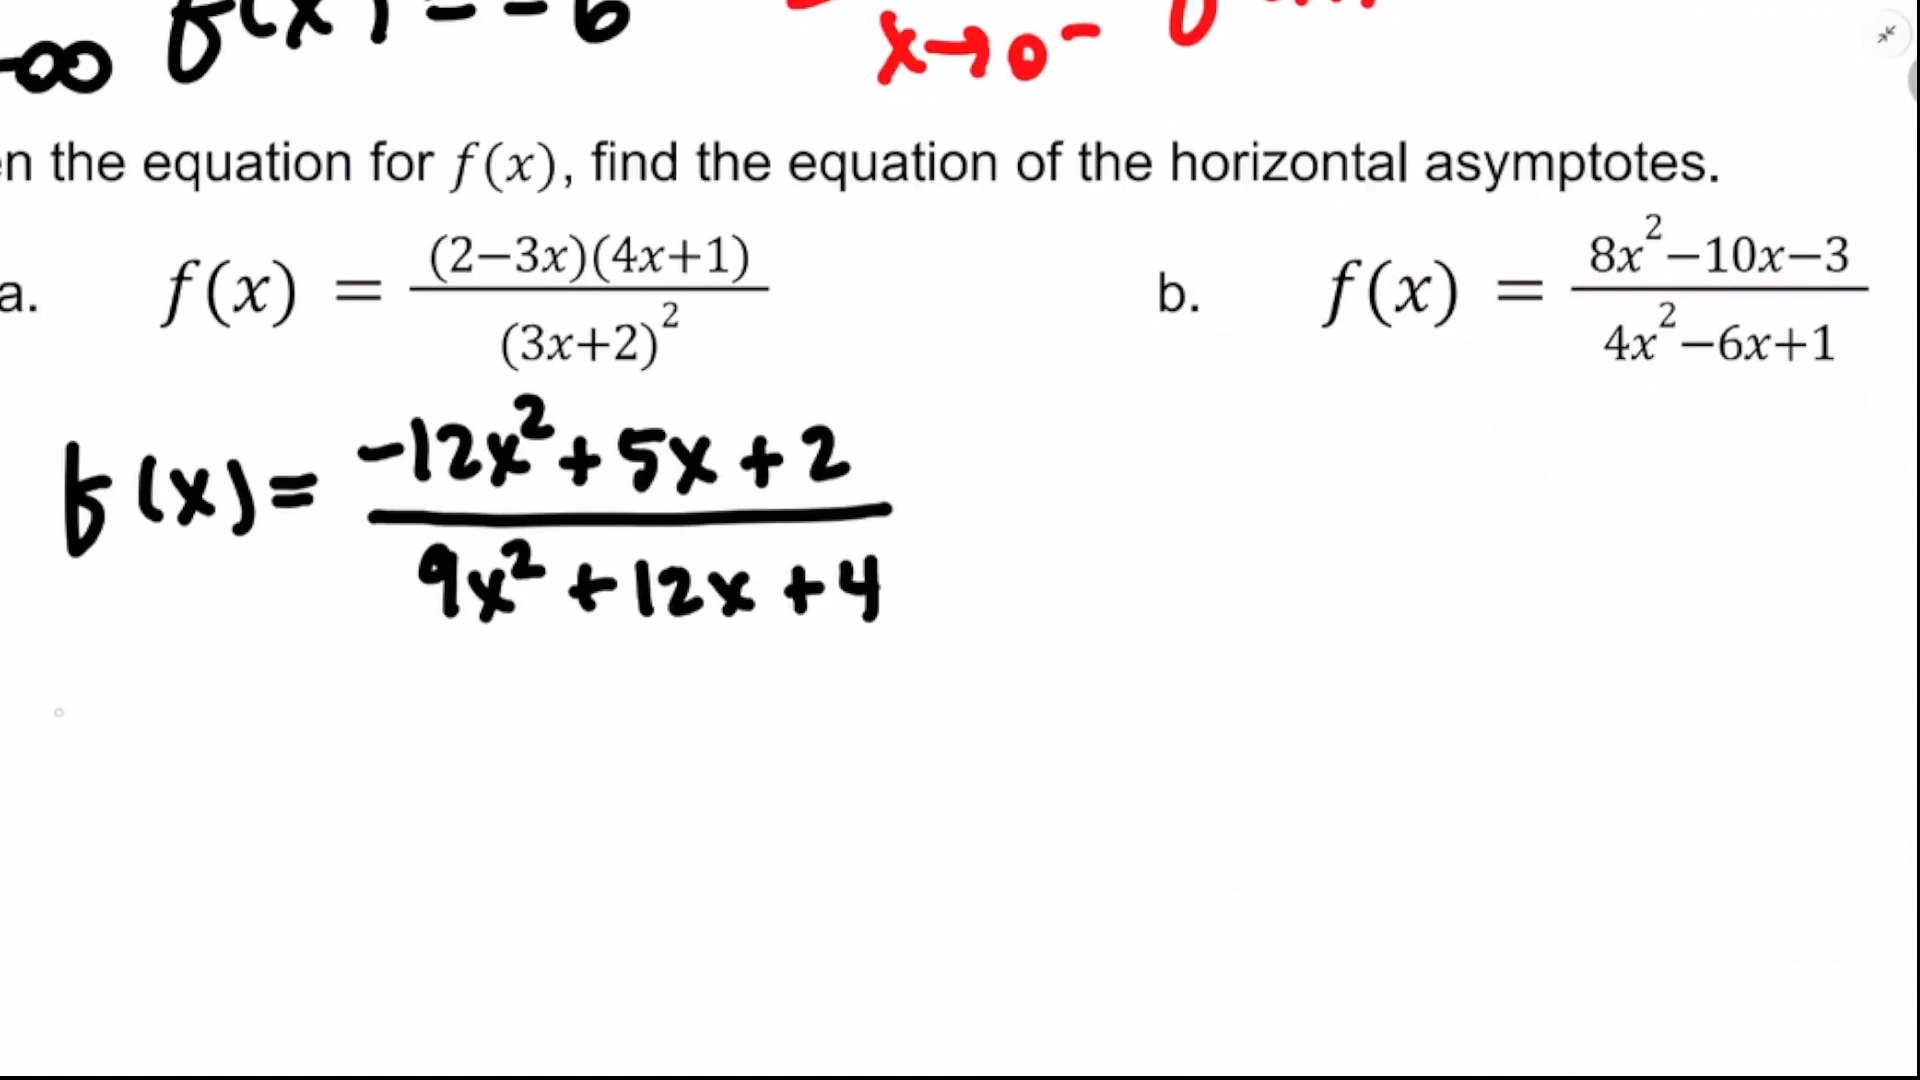 ∞ f(x) = -6
x→0⁻
n the equation for f(x), find the equation of the horizontal asymptotes.
a. f(x) = (2−3x)(4x+1) / (3x+2)²
b. f(x) = 8x²−10x−3 / 4x²−6x+1
f(x) = -12x² + 5x + 2 / 9x² + 12x + 4